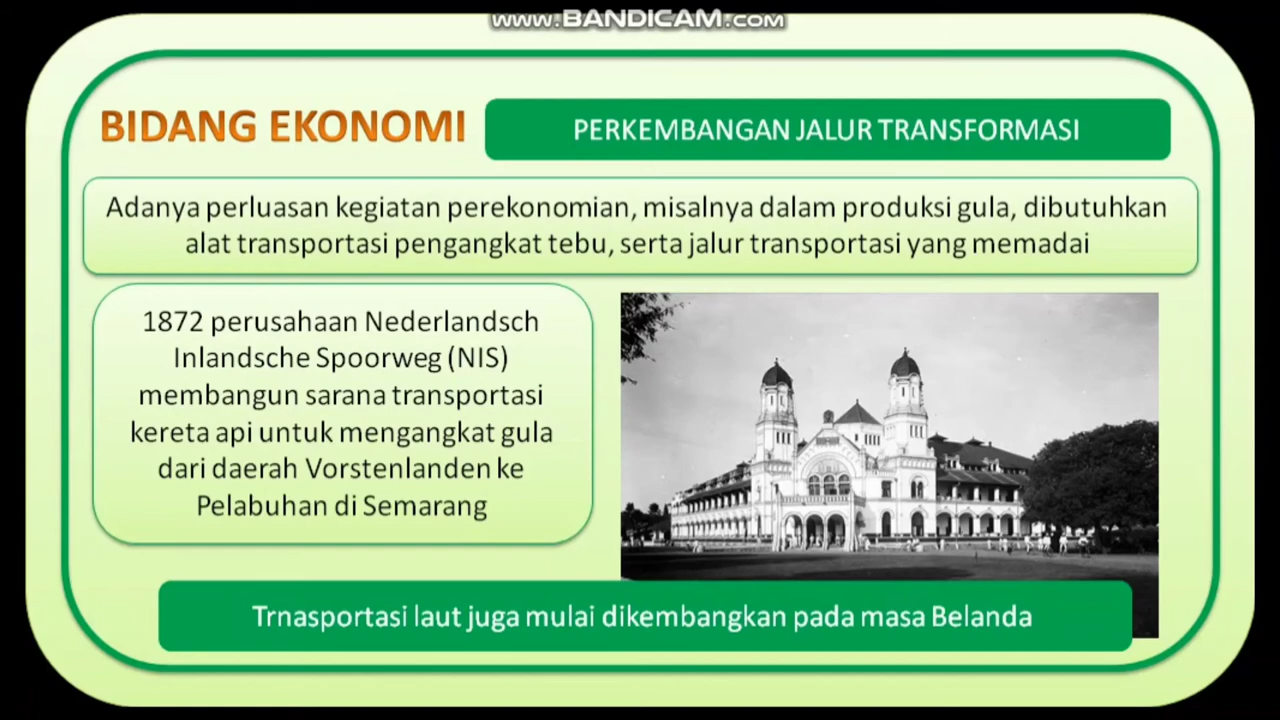 www.BANDICAM.com
BIDANG EKONOMI
PERKEMBANGAN JALUR TRANSFORMASI
Adanya perluasan kegiatan perekonomian, misalnya dalam produksi gula, dibutuhkan
alat transportasi pengangkat tebu, serta jalur transportasi yang memadai
1872 perusahaan Nederlandsch
Inlandsche Spoorweg (NIS)
membangun sarana transportasi
kereta api untuk mengangkat gula
dari daerah Vorstenlanden ke
Pelabuhan di Semarang
Trnasportasi laut juga mulai dikembangkan pada masa Belanda